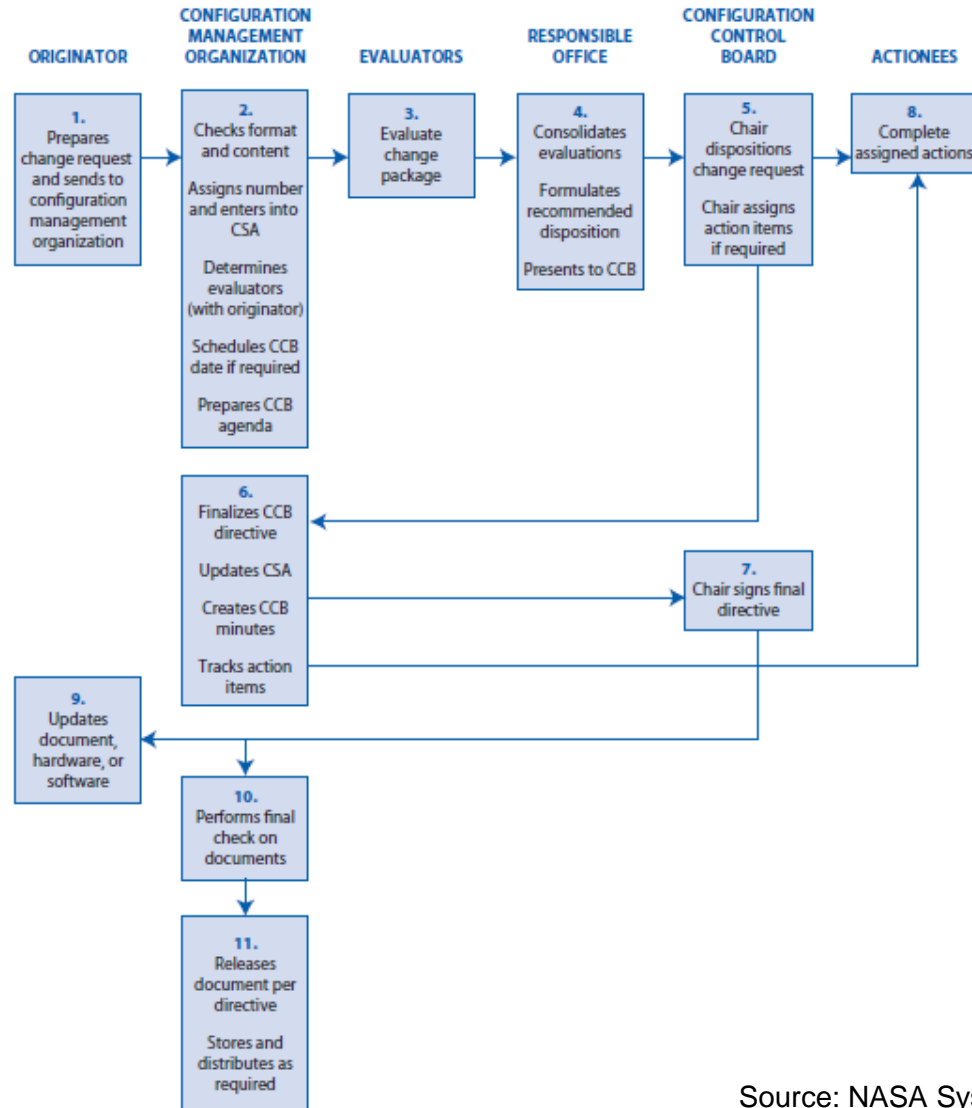 ORIGINATOR
CONFIGURATION
MANAGEMENT
ORGANIZATION
EVALUATORS
RESPONSIBLE
OFFICE
CONFIGURATION
CONTROL
BOARD
ACTIONEES
1.
Prepares
change request
and sends to
configuration
management
organization
2.
Checks format
and content
Assigns number
and enters into
CSA
Determines
evaluators
(with originator)
Schedules CCB
date if required
Prepares CCB
agenda
3.
Evaluate
change
package
4.
Consolidates
evaluations
Formulates
recommended
disposition
Presents to CCB
5.
Chair
dispositions
change request
Chair assigns
action items
if required
8.
Complete
assigned actions
6.
Finalizes CCB
directive
Updates CSA
Creates CCB
minutes
Tracks action
items
7.
Chair signs final
directive
9.
Updates
document,
hardware, or
software
10.
Performs final
check on
documents
11.
Releases
document per
directive
Stores and
distributes as
required
Source: NASA Sys